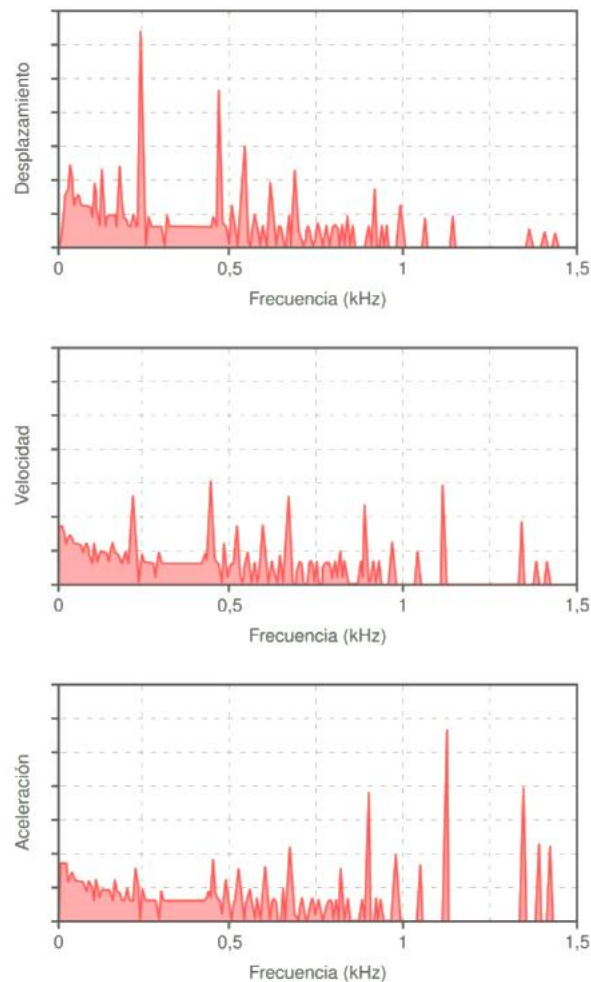 Desplazamiento
0
0,5
1
1,5
Frecuencia (kHz)
Velocidad
0
0,5
1
1,5
Frecuencia (kHz)
Aceleración
0
0,5
1
1,5
Frecuencia (kHz)